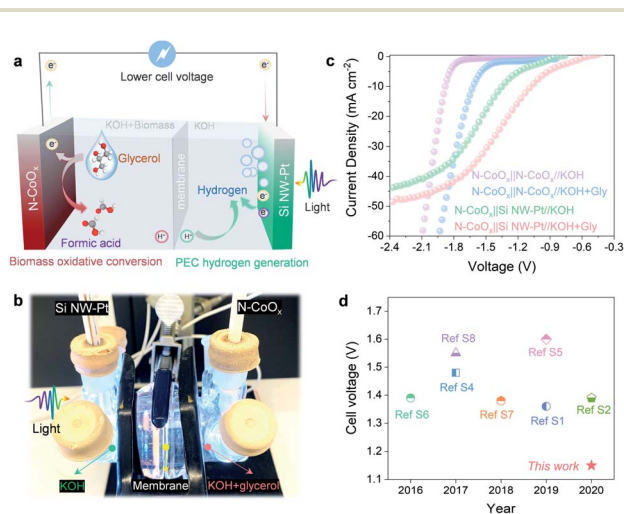 a
e⁻
e⁻
Lower cell voltage
KOH+Biomass
KOH
N-CoOₓ
e⁻
Glycerol
membrane
Hydrogen
e⁻
e⁻
Si NW-Pt
Light
Formic acid
H⁺
H⁺
Biomass oxidative conversion
PEC hydrogen generation
b
Si NW-Pt
N-CoOₓ
Light
KOH
Membrane
KOH+glycerol
c
Current Density (mA cm⁻²)
0
-10
-20
-30
-40
-50
-60
N-CoOₓ||N-CoOₓ//KOH
N-CoOₓ||N-CoOₓ//KOH+Gly
N-CoOₓ||Si NW-Pt//KOH
N-CoOₓ||Si NW-Pt//KOH+Gly
-2.4 -2.1 -1.8 -1.5 -1.2 -0.9 -0.6 -0.3
Voltage (V)
d
Cell voltage (V)
1.7
1.6
1.5
1.4
1.3
1.2
1.1
Ref S8
Ref S5
Ref S4
Ref S6
Ref S7
Ref S1
Ref S2
This work
2016 2017 2018 2019 2020
Year